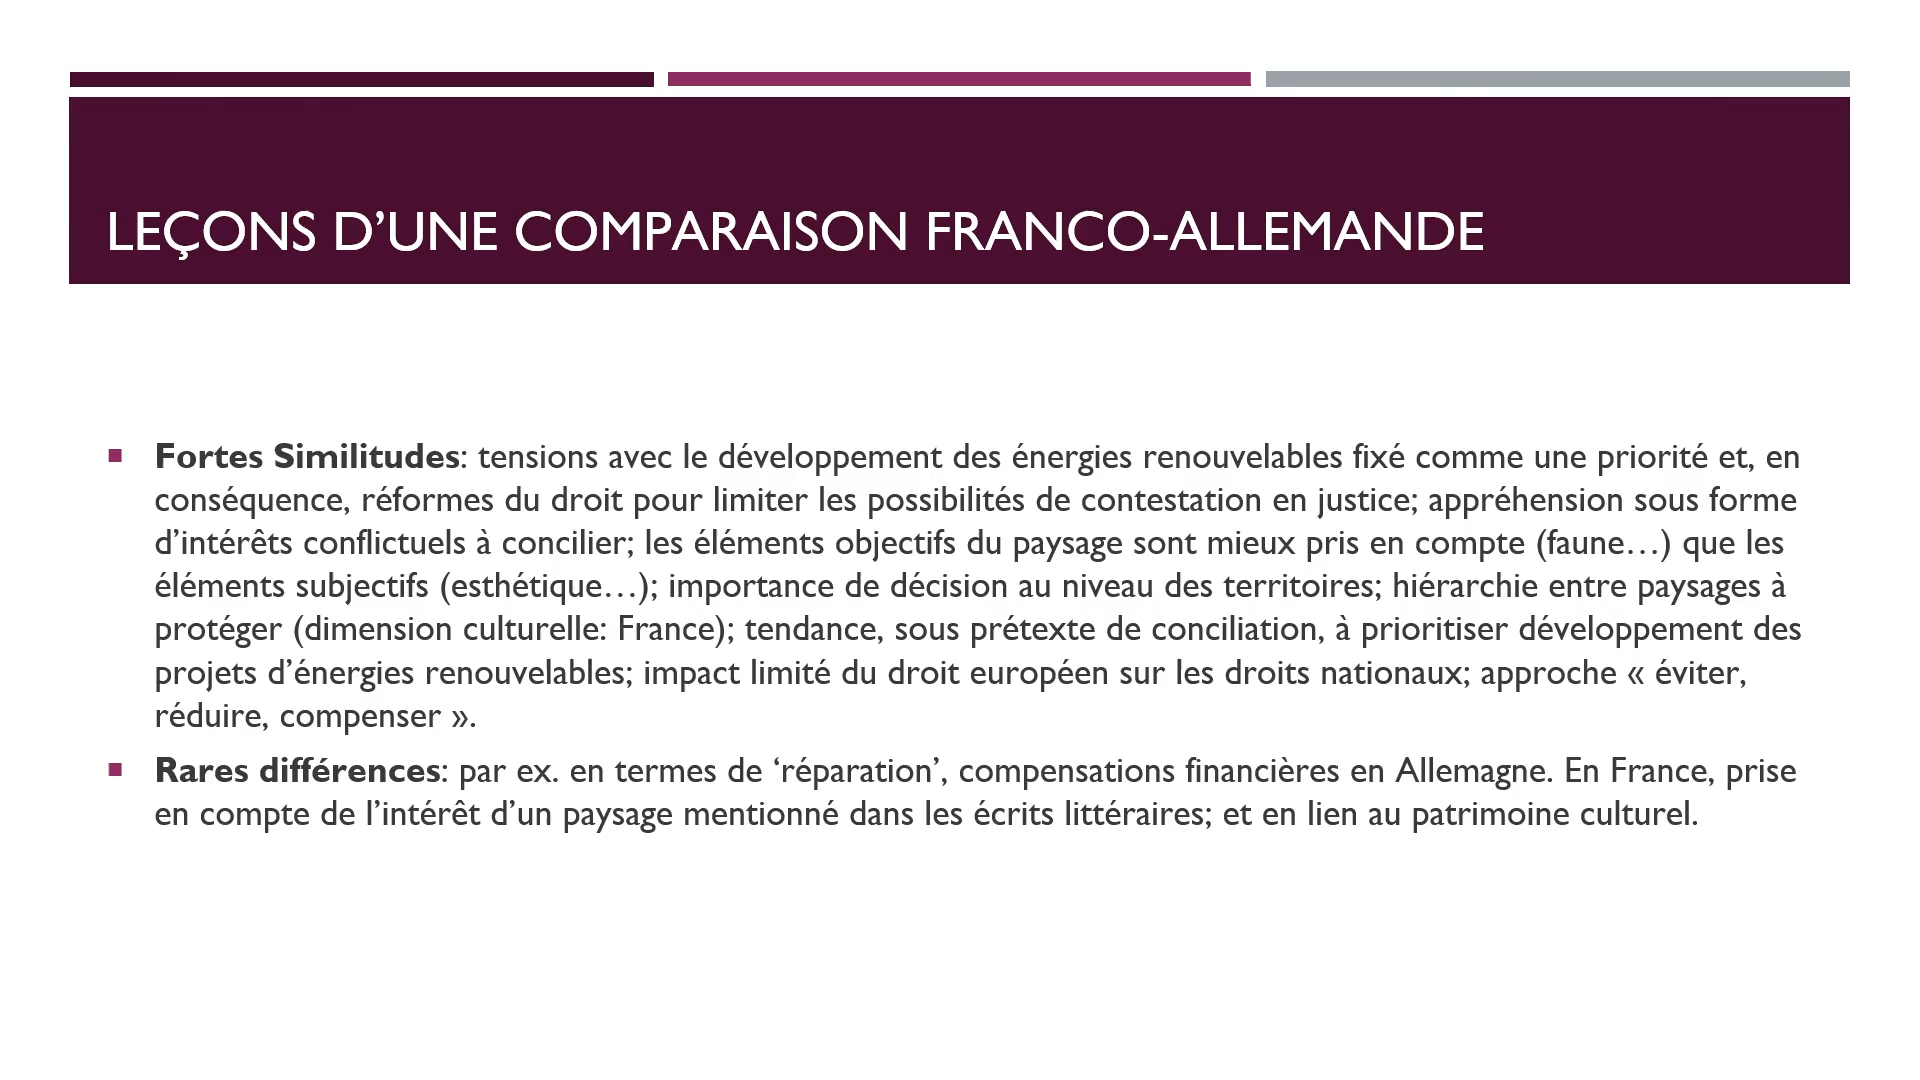 LEÇONS D’UNE COMPARAISON FRANCO-ALLEMANDE
▪ Fortes Similitudes: tensions avec le développement des énergies renouvelables fixé comme une priorité et, en
conséquence, réformes du droit pour limiter les possibilités de contestation en justice; appréhension sous forme
d’intérêts conflictuels à concilier; les éléments objectifs du paysage sont mieux pris en compte (faune…) que les
éléments subjectifs (esthétique…); importance de décision au niveau des territoires; hiérarchie entre paysages à
protéger (dimension culturelle: France); tendance, sous prétexte de conciliation, à prioritiser développement des
projets d’énergies renouvelables; impact limité du droit européen sur les droits nationaux; approche « éviter,
réduire, compenser ».
▪ Rares différences: par ex. en termes de ‘réparation’, compensations financières en Allemagne. En France, prise
en compte de l’intérêt d’un paysage mentionné dans les écrits littéraires; et en lien au patrimoine culturel.